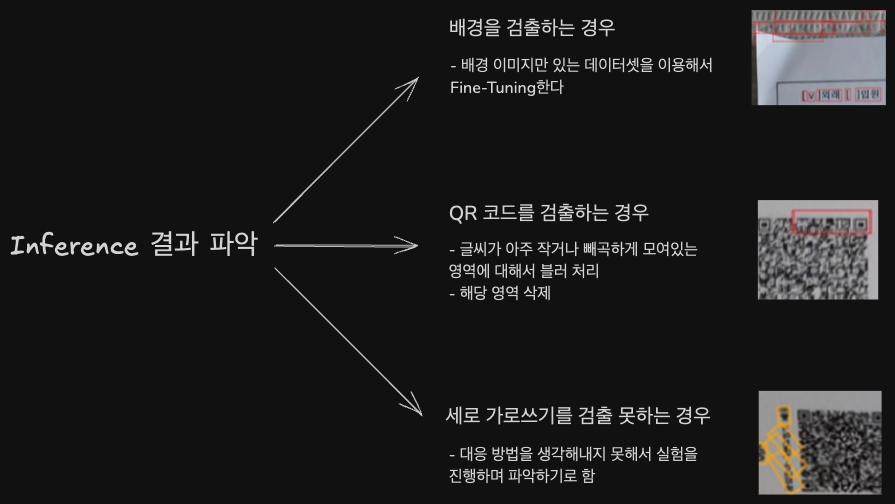 배경을 검출하는 경우
- 배경 이미지만 있는 데이터셋을 이용해서
Fine-Tuning한다
[V]외래 [ ]입원
Inference 결과 파악
QR 코드를 검출하는 경우
- 글씨가 아주 작거나 빼곡하게 모여있는
영역에 대해서 블러 처리
- 해당 영역 삭제
세로 가로쓰기를 검출 못하는 경우
- 대응 방법을 생각해내지 못해서 실험을
진행하며 파악하기로 함